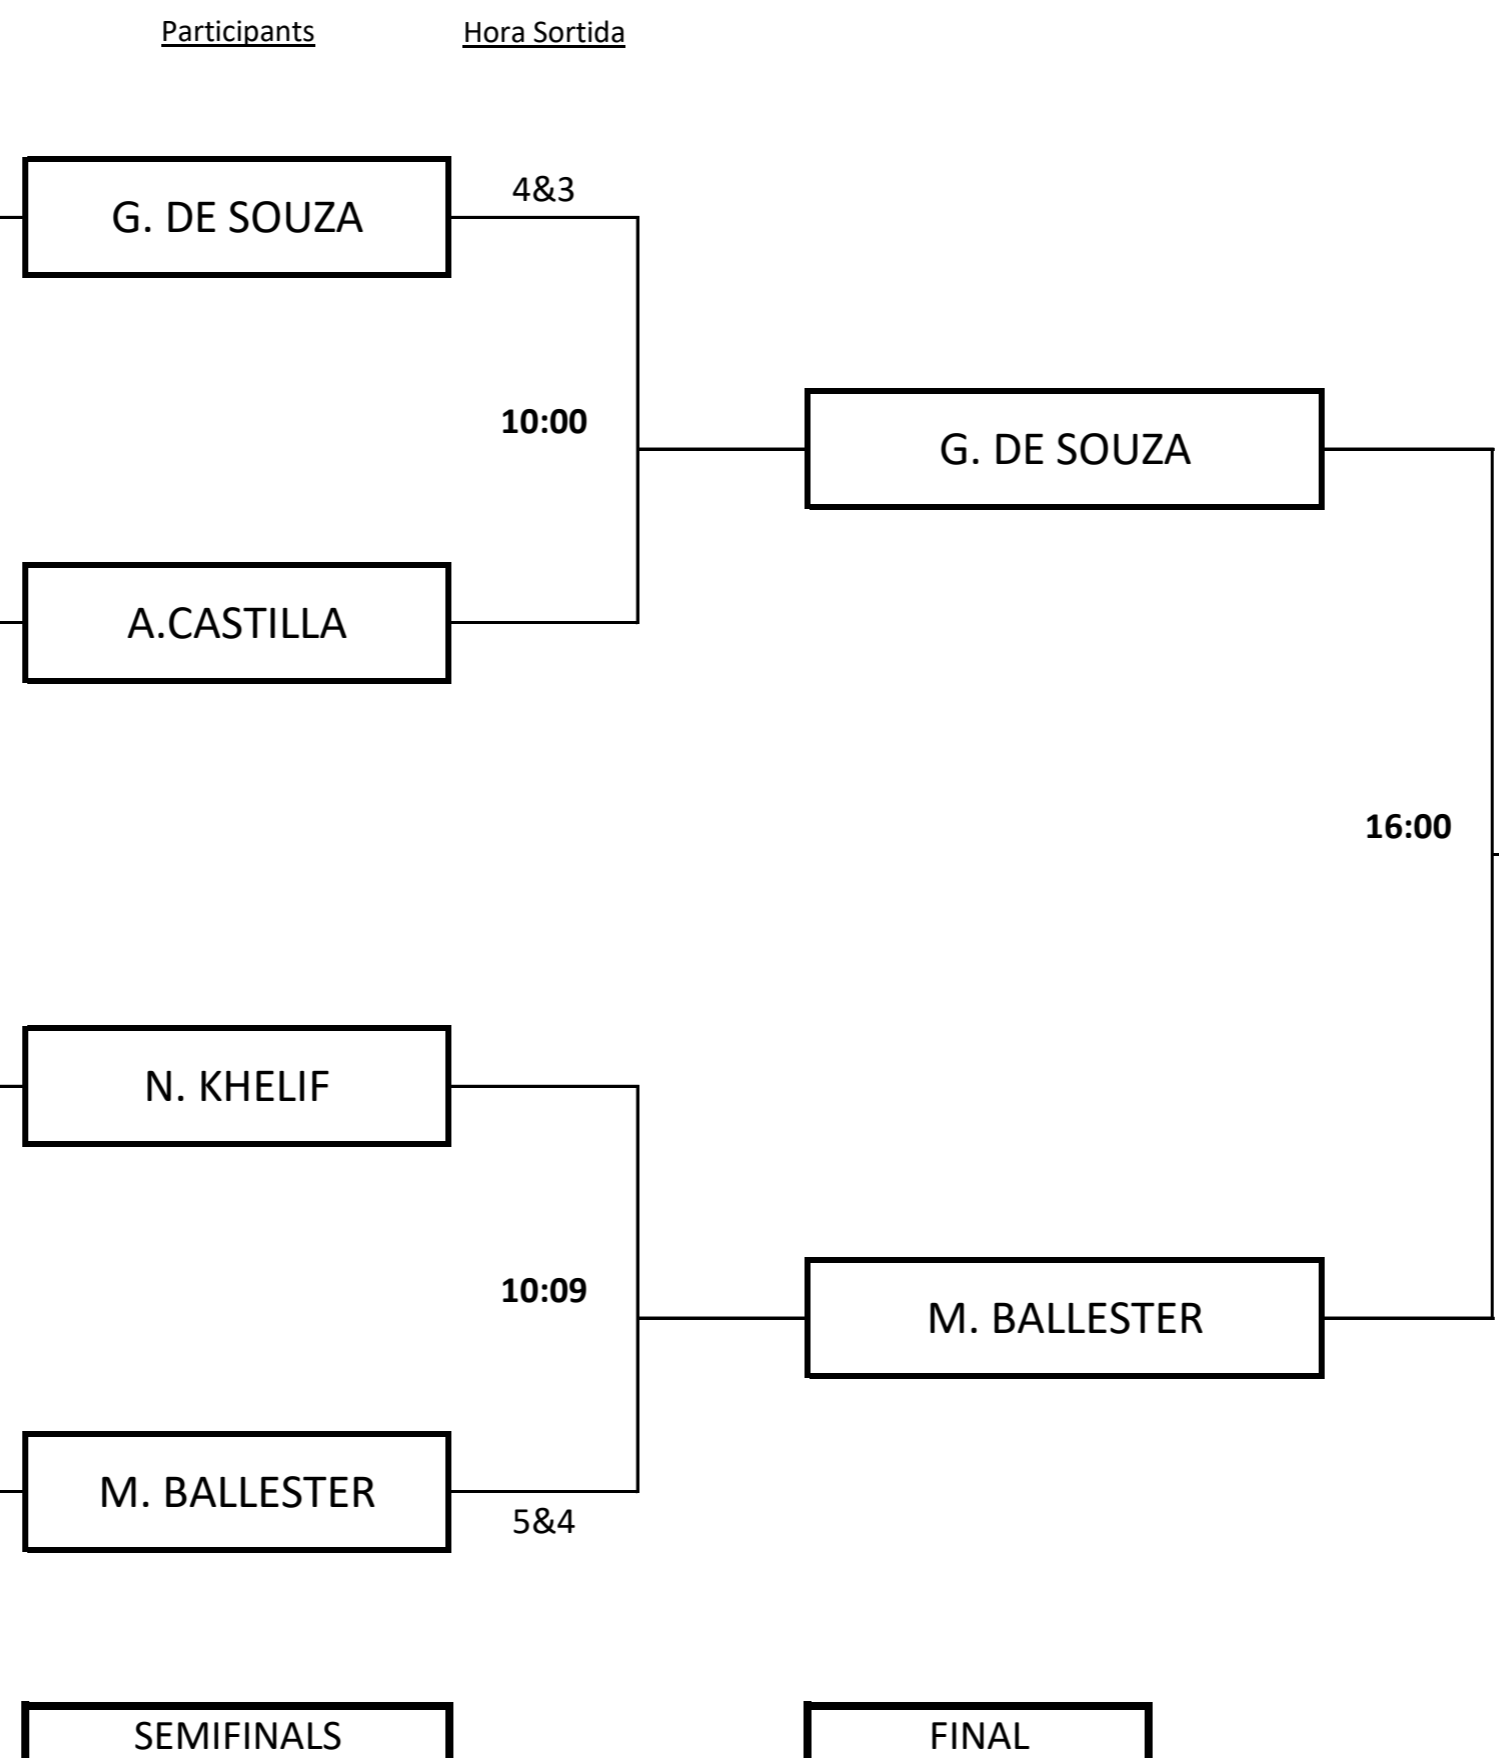 Participants Hora Sortida
4&3
G. DE SOUZA
10:00
G. DE SOUZA
A.CASTILLA
16:00
N. KHELIF
10:09
M. BALLESTER
M. BALLESTER
5&4
SEMIFINALS FINAL